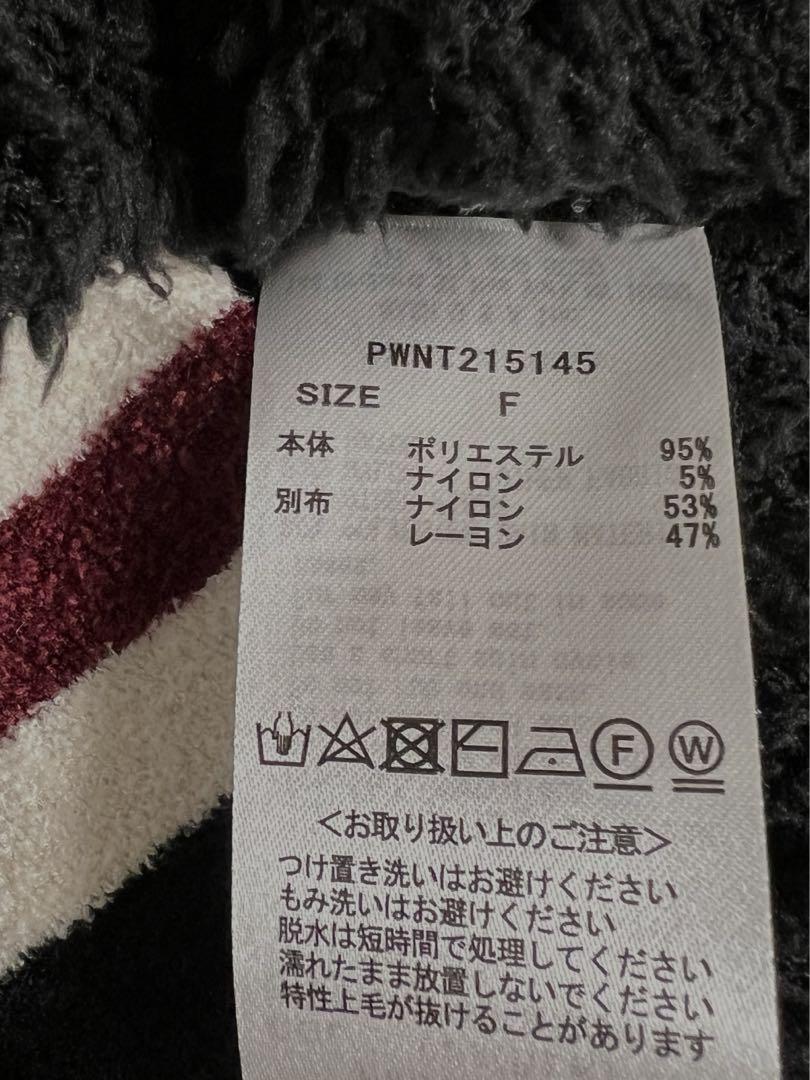 PWNT215145
SIZE F
本体 ポリエステル 95%
ナイロン 5%
別布 ナイロン 53%
レーヨン 47%
F W
<お取り扱い上のご注意>
つけ置き洗いはお避けください
もみ洗いはお避けください
脱水は短時間で処理してください
濡れたまま放置しないでください
特性上毛が抜けることがあります